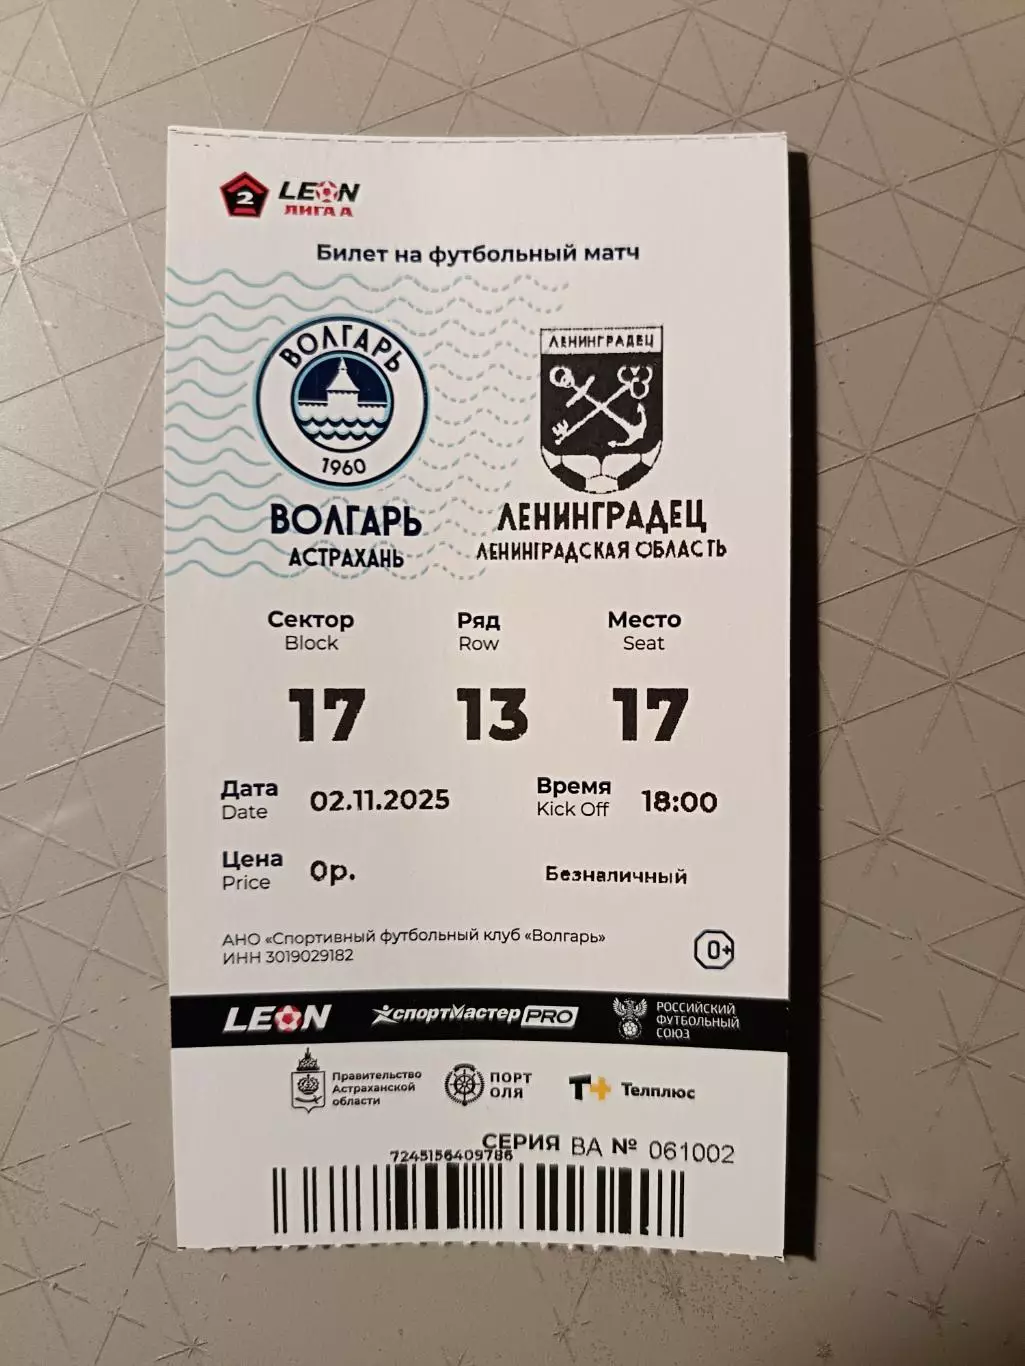 2 LEON
ЛИГА А
Билет на футбольный матч
ВОЛГАРЬ
1960
ЛЕНИНГРАДЕЦ
ВОЛГАРЬ
АСТРАХАНЬ
ЛЕНИНГРАДЕЦ
ЛЕНИНГРАДСКАЯ ОБЛАСТЬ
Сектор Ряд Место
Block Row Seat
17 13 17
Дата 02.11.2025 Время 18:00
Date Kick Off
Цена 0р. Безналичный
Price
АНО «Спортивный футбольный клуб «Волгарь»
ИНН 3019029182
0+
LEON СПОРТМАСТЕР PRO
РОССИЙСКИЙ
ФУТБОЛЬНЫЙ
СОЮЗ
Правительство
Астраханской
области
ПОРТ
ОЛЯ
Т+ Телплюс
СЕРИЯ ВА № 061002
7245156409786